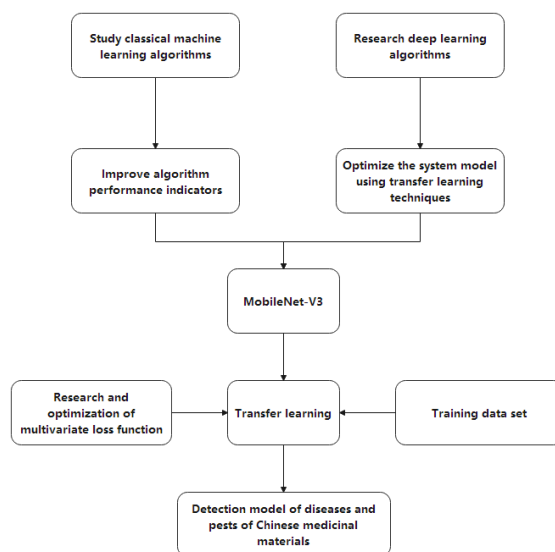 Study classical machine
learning algorithms
Research deep learning
algorithms
Improve algorithm
performance indicators
Optimize the system model
using transfer learning
techniques
MobileNet-V3
Research and
optimization of
multivariate loss function
Transfer learning
Training data set
Detection model of diseases and
pests of Chinese medicinal
materials